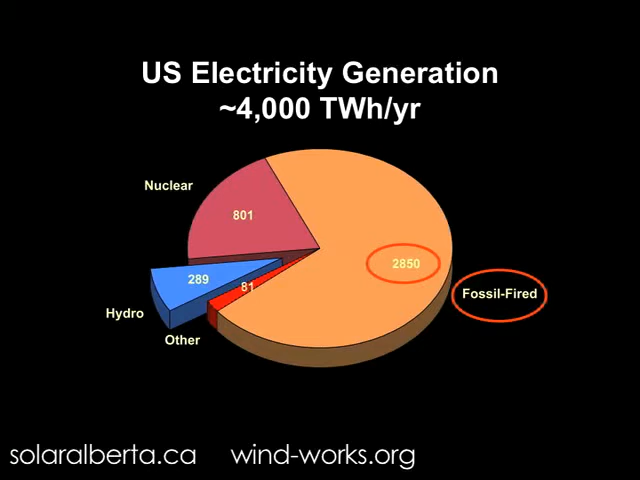 US Electricity Generation
~4,000 TWh/yr
Nuclear
801
2850
289
81
Fossil-Fired
Hydro
Other
solaralberta.ca wind-works.org